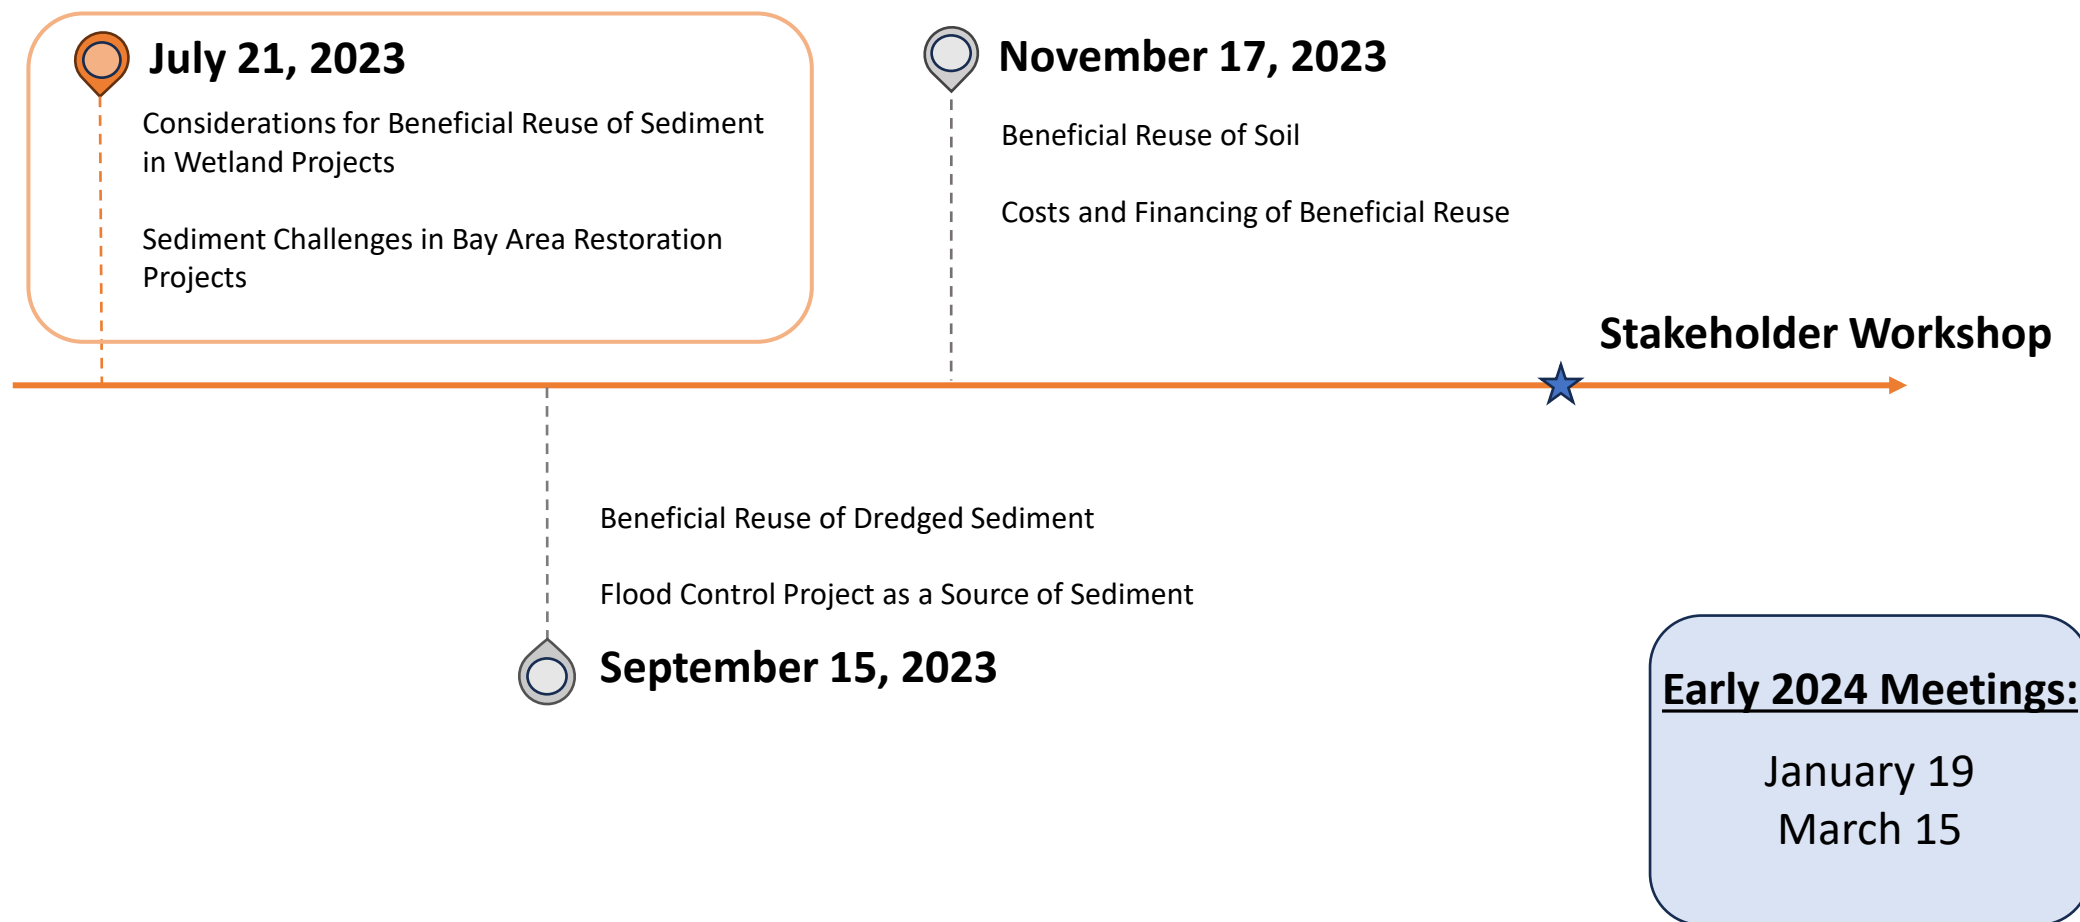 July 21, 2023
Considerations for Beneficial Reuse of Sediment
in Wetland Projects
Sediment Challenges in Bay Area Restoration
Projects
November 17, 2023
Beneficial Reuse of Soil
Costs and Financing of Beneficial Reuse
Stakeholder Workshop
Beneficial Reuse of Dredged Sediment
Flood Control Project as a Source of Sediment
September 15, 2023
Early 2024 Meetings:
January 19
March 15